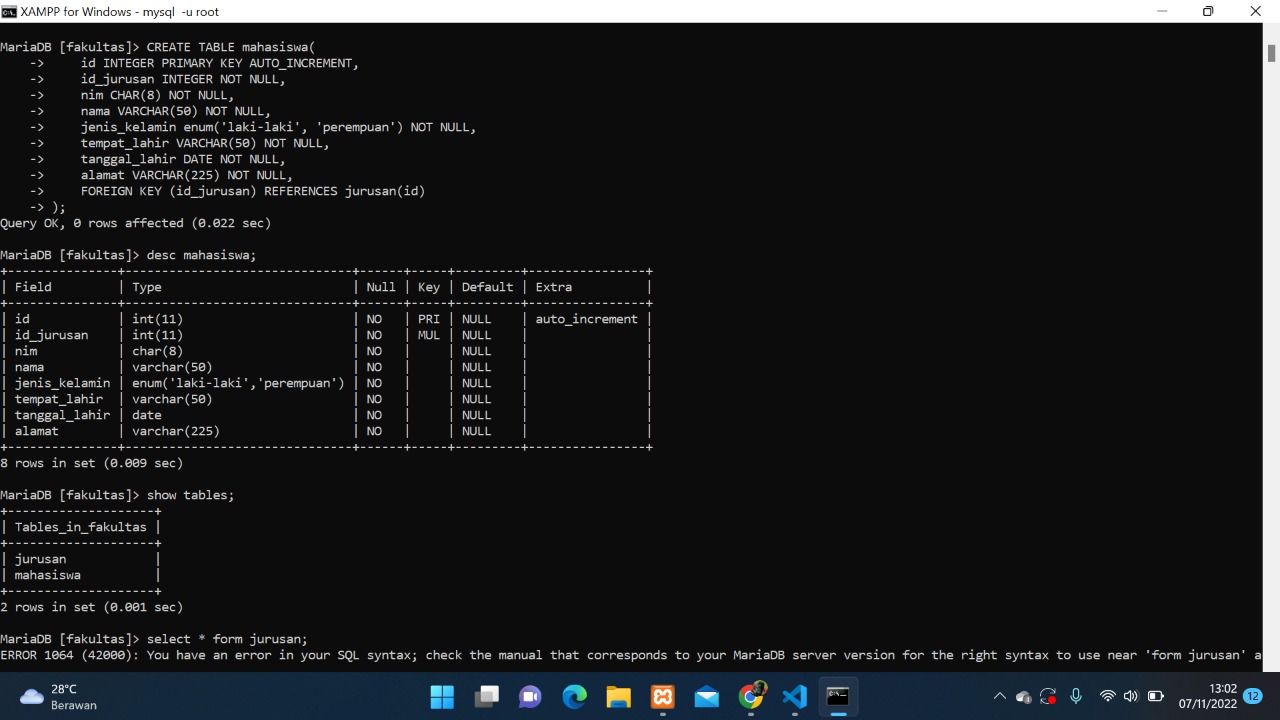 XAMPP for Windows - mysql -u root
MariaDB [fakultas]> CREATE TABLE mahasiswa(
    ->     id INTEGER PRIMARY KEY AUTO_INCREMENT,
    ->     id_jurusan INTEGER NOT NULL,
    ->     nim CHAR(8) NOT NULL,
    ->     nama VARCHAR(50) NOT NULL,
    ->     jenis_kelamin enum('laki-laki', 'perempuan') NOT NULL,
    ->     tempat_lahir VARCHAR(50) NOT NULL,
    ->     tanggal_lahir DATE NOT NULL,
    ->     alamat VARCHAR(225) NOT NULL,
    ->     FOREIGN KEY (id_jurusan) REFERENCES jurusan(id)
    -> );
Query OK, 0 rows affected (0.022 sec)
MariaDB [fakultas]> desc mahasiswa;
+---------------+-------------------------------+------+-----+---------+----------------+
| Field         | Type                          | Null | Key | Default | Extra          |
+---------------+-------------------------------+------+-----+---------+----------------+
| id            | int(11)                       | NO   | PRI | NULL    | auto_increment |
| id_jurusan    | int(11)                       | NO   | MUL | NULL    |                |
| nim           | char(8)                       | NO   |     | NULL    |                |
| nama          | varchar(50)                   | NO   |     | NULL    |                |
| jenis_kelamin | enum('laki-laki','perempuan') | NO   |     | NULL    |                |
| tempat_lahir  | varchar(50)                   | NO   |     | NULL    |                |
| tanggal_lahir | date                          | NO   |     | NULL    |                |
| alamat        | varchar(225)                  | NO   |     | NULL    |                |
+---------------+-------------------------------+------+-----+---------+----------------+
8 rows in set (0.009 sec)
MariaDB [fakultas]> show tables;
+--------------------+
| Tables_in_fakultas |
+--------------------+
| jurusan            |
| mahasiswa          |
+--------------------+
2 rows in set (0.001 sec)
MariaDB [fakultas]> select * form jurusan;
ERROR 1064 (42000): You have an error in your SQL syntax; check the manual that corresponds to your MariaDB server version for the right syntax to use near 'form jurusan' a
28°C
Berawan
13:02
07/11/2022
12